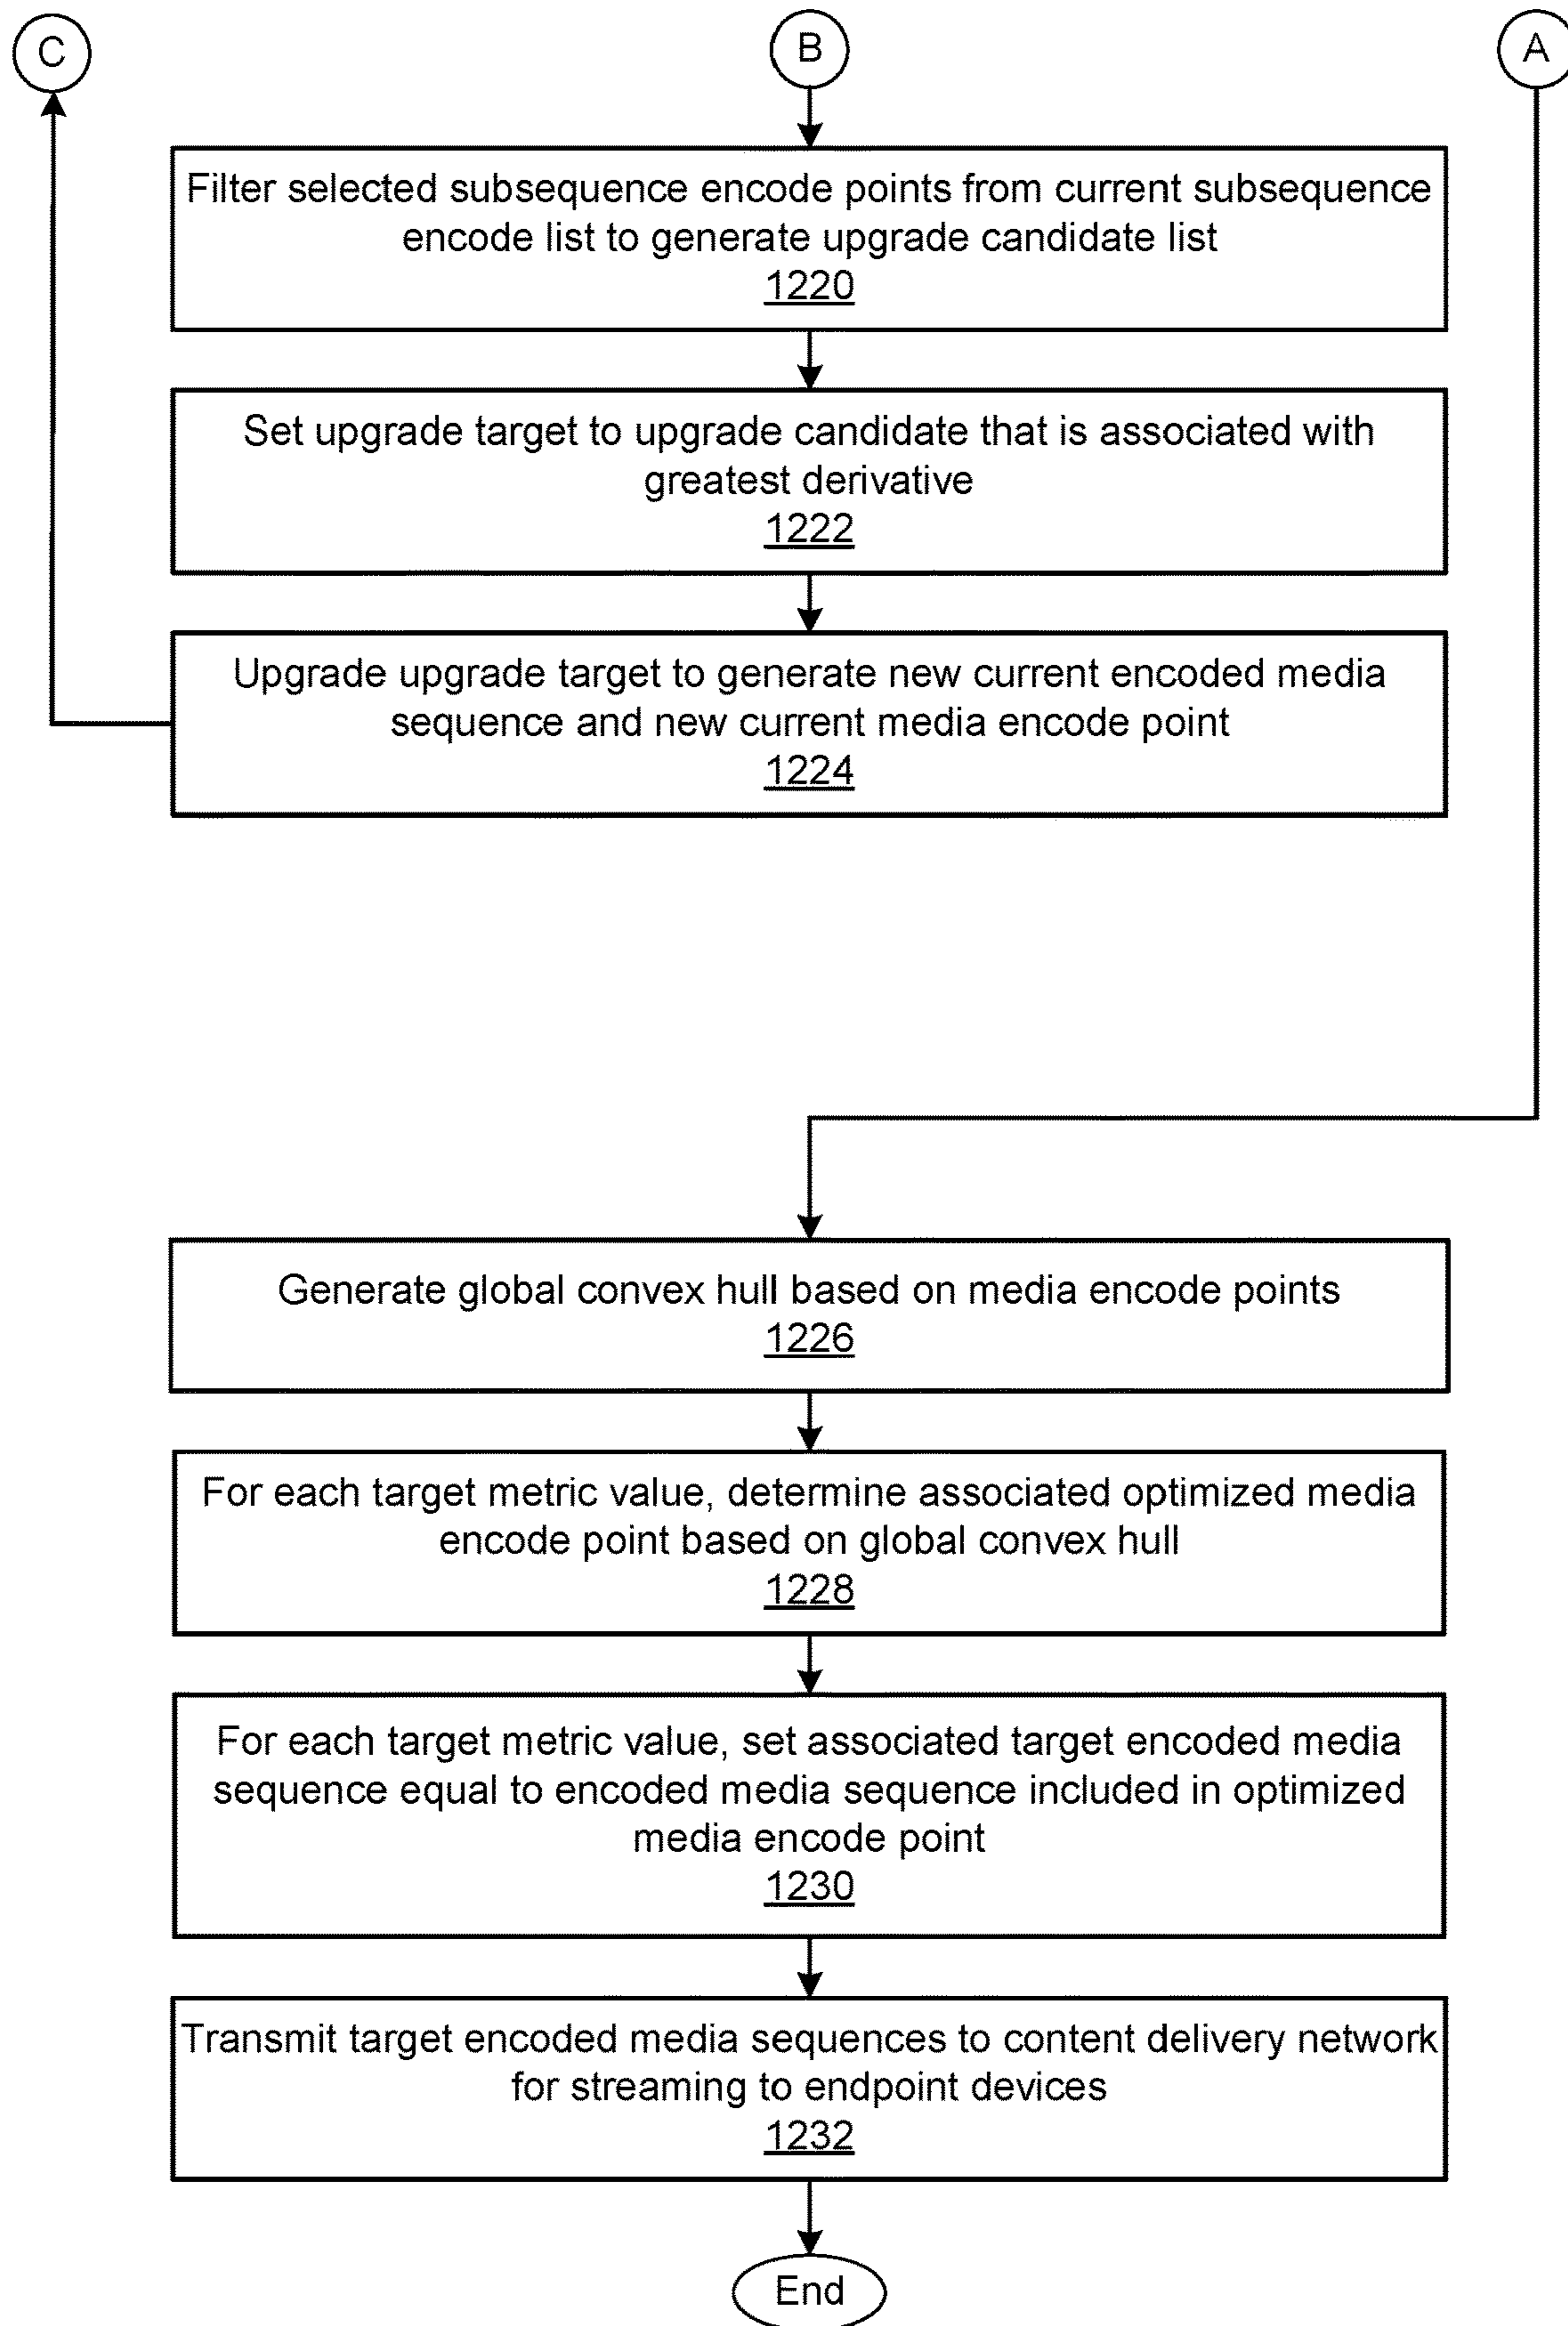 C
B
A
Filter selected subsequence encode points from current subsequence
encode list to generate upgrade candidate list
1220
Set upgrade target to upgrade candidate that is associated with
greatest derivative
1222
Upgrade upgrade target to generate new current encoded media
sequence and new current media encode point
1224
Generate global convex hull based on media encode points
1226
For each target metric value, determine associated optimized media
encode point based on global convex hull
1228
For each target metric value, set associated target encoded media
sequence equal to encoded media sequence included in optimized
media encode point
1230
Transmit target encoded media sequences to content delivery network
for streaming to endpoint devices
1232
End